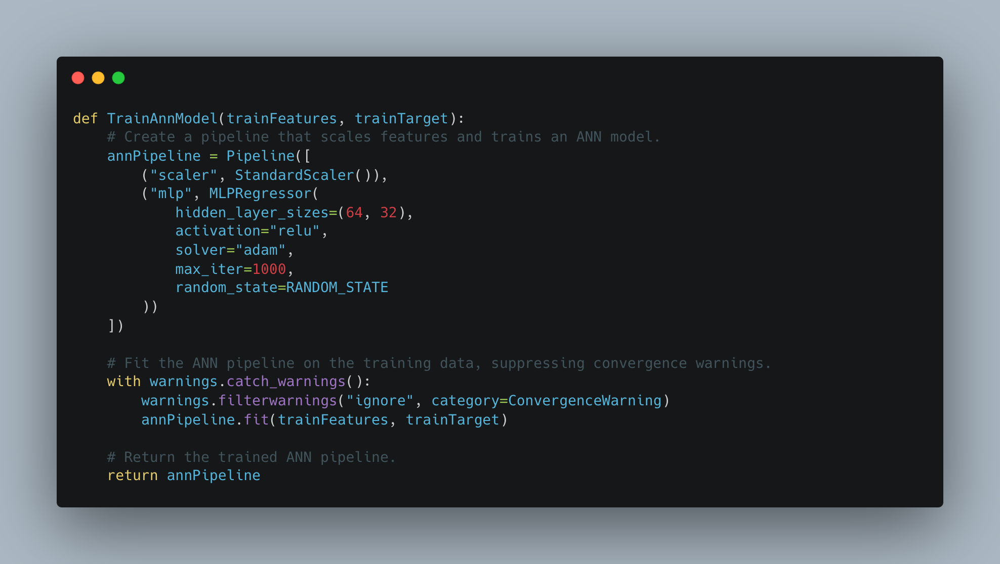 def TrainAnnModel(trainFeatures, trainTarget):
    # Create a pipeline that scales features and trains an ANN model.
    annPipeline = Pipeline([
        ("scaler", StandardScaler()),
        ("mlp", MLPRegressor(
            hidden_layer_sizes=(64, 32),
            activation="relu",
            solver="adam",
            max_iter=1000,
            random_state=RANDOM_STATE
        ))
    ])

    # Fit the ANN pipeline on the training data, suppressing convergence warnings.
    with warnings.catch_warnings():
        warnings.filterwarnings("ignore", category=ConvergenceWarning)
        annPipeline.fit(trainFeatures, trainTarget)

    # Return the trained ANN pipeline.
    return annPipeline